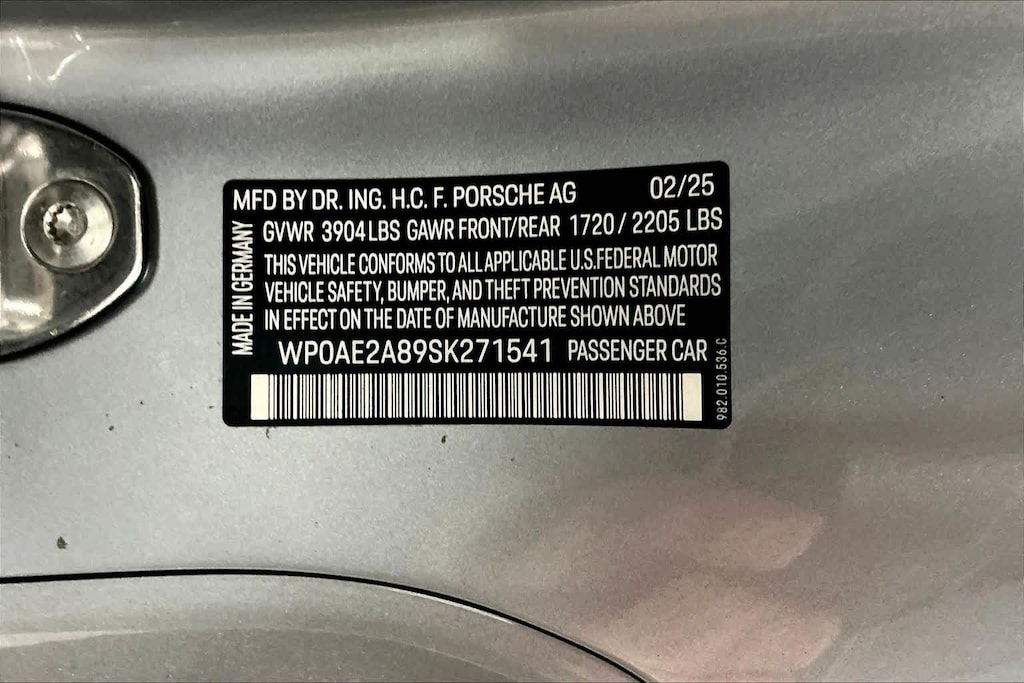 MFD BY DR. ING. H.C. F. PORSCHE AG 02/25
GVWR 3904 LBS GAWR FRONT/REAR 1720 / 2205 LBS
THIS VEHICLE CONFORMS TO ALL APPLICABLE U.S.FEDERAL MOTOR
VEHICLE SAFETY, BUMPER, AND THEFT PREVENTION STANDARDS
IN EFFECT ON THE DATE OF MANUFACTURE SHOWN ABOVE
WP0AE2A89SK271541 PASSENGER CAR
MADE IN GERMANY
982.010.536.C